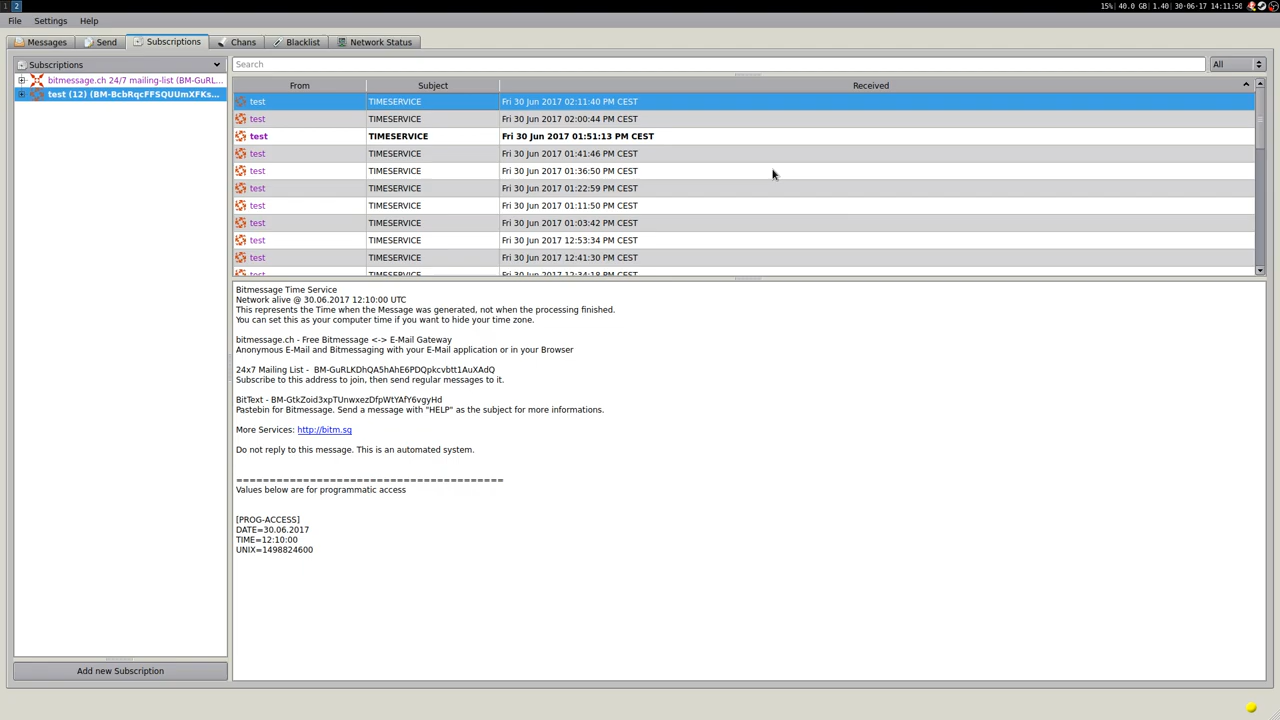 1 2
15% 40.0 GB 1.40 30-06-17 14:11:50
File Settings Help
Messages Send Subscriptions Chans Blacklist Network Status
Subscriptions
bitmessage.ch 24/7 mailing-list (BM-GuRL...
test (12) (BM-BcbRqcFFSQUUmXFKs...
Add new Subscription
Search
All
From Subject Received
test TIMESERVICE Fri 30 Jun 2017 02:11:40 PM CEST
test TIMESERVICE Fri 30 Jun 2017 02:00:44 PM CEST
test TIMESERVICE Fri 30 Jun 2017 01:51:13 PM CEST
test TIMESERVICE Fri 30 Jun 2017 01:41:46 PM CEST
test TIMESERVICE Fri 30 Jun 2017 01:36:50 PM CEST
test TIMESERVICE Fri 30 Jun 2017 01:22:59 PM CEST
test TIMESERVICE Fri 30 Jun 2017 01:11:50 PM CEST
test TIMESERVICE Fri 30 Jun 2017 01:03:42 PM CEST
test TIMESERVICE Fri 30 Jun 2017 12:53:34 PM CEST
test TIMESERVICE Fri 30 Jun 2017 12:41:30 PM CEST
test TIMESERVICE Fri 30 Jun 2017 12:34:18 PM CEST
Bitmessage Time Service
Network alive @ 30.06.2017 12:10:00 UTC
This represents the Time when the Message was generated, not when the processing finished.
You can set this as your computer time if you want to hide your time zone.
bitmessage.ch - Free Bitmessage <-> E-Mail Gateway
Anonymous E-Mail and Bitmessaging with your E-Mail application or in your Browser
24x7 Mailing List - BM-GuRLKDhQA5hAhE6PDQpkcvbtt1AuXAdQ
Subscribe to this address to join, then send regular messages to it.
BitText - BM-GtkZoid3xpTUnwxezDfpWtYAfY6vgyHd
Pastebin for Bitmessage. Send a message with "HELP" as the subject for more informations.
More Services: http://bitm.sg
Do not reply to this message. This is an automated system.
========================================
Values below are for programmatic access
[PROG-ACCESS]
DATE=30.06.2017
TIME=12:10:00
UNIX=1498824600